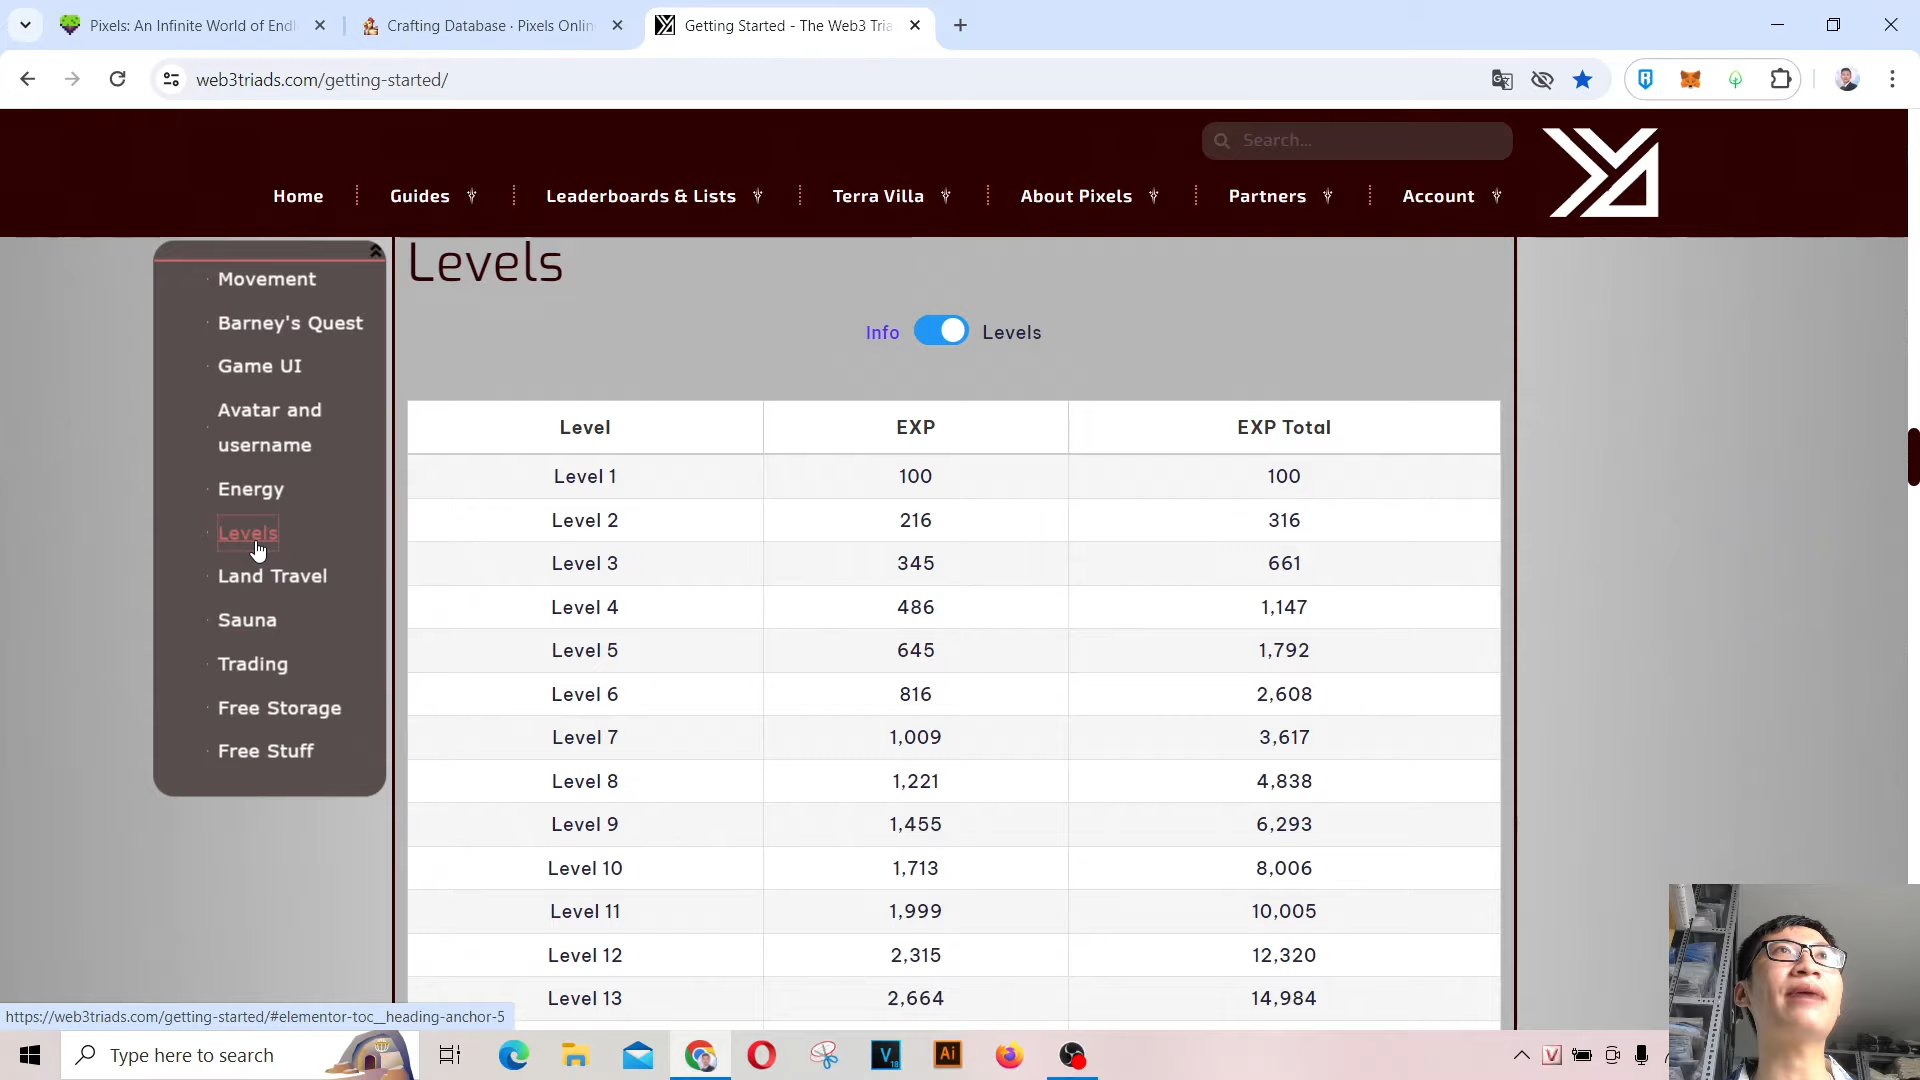 Pixels: An Infinite World of Endl
Crafting Database · Pixels Onlin
Getting Started - The Web3 Tria
web3triads.com/getting-started/
Search...
Home
Guides
Leaderboards & Lists
Terra Villa
About Pixels
Partners
Account
Movement
Barney's Quest
Game UI
Avatar and
username
Energy
Levels
Land Travel
Sauna
Trading
Free Storage
Free Stuff
Levels
Info Levels
Level EXP EXP Total
Level 1 100 100
Level 2 216 316
Level 3 345 661
Level 4 486 1,147
Level 5 645 1,792
Level 6 816 2,608
Level 7 1,009 3,617
Level 8 1,221 4,838
Level 9 1,455 6,293
Level 10 1,713 8,006
Level 11 1,999 10,005
Level 12 2,315 12,320
Level 13 2,664 14,984
https://web3triads.com/getting-started/#elementor-toc__heading-anchor-5
Type here to search